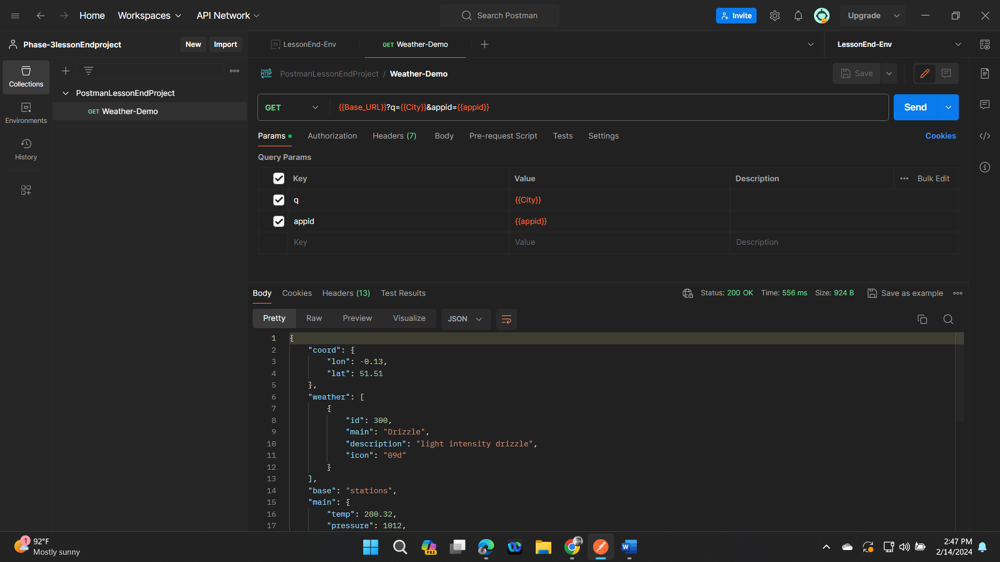 Home Workspaces API Network Search Postman Invite Upgrade
Phase-3lessonEndproject New Import LessonEnd-Env GET Weather-Demo LessonEnd-Env
Collections
Environments
History
PostmanLessonEndProject
GET Weather-Demo
HTTP PostmanLessonEndProject / Weather-Demo Save
GET {{Base_URL}}?q={{City}}&appid={{appid}} Send
Params Authorization Headers (7) Body Pre-request Script Tests Settings Cookies
Query Params
Key Value Description Bulk Edit
q {{City}}
appid {{appid}}
Key Value Description
Body Cookies Headers (13) Test Results Status: 200 OK Time: 556 ms Size: 924 B Save as example
Pretty Raw Preview Visualize JSON
1 {
2 "coord": {
3 "lon": -0.13,
4 "lat": 51.51
5 },
6 "weather": [
7 {
8 "id": 300,
9 "main": "Drizzle",
10 "description": "light intensity drizzle",
11 "icon": "09d"
12 }
13 ],
14 "base": "stations",
15 "main": {
16 "temp": 280.32,
17 "pressure": 1012,
1 92°F
Mostly sunny
PRE
W
2:47 PM
2/14/2024